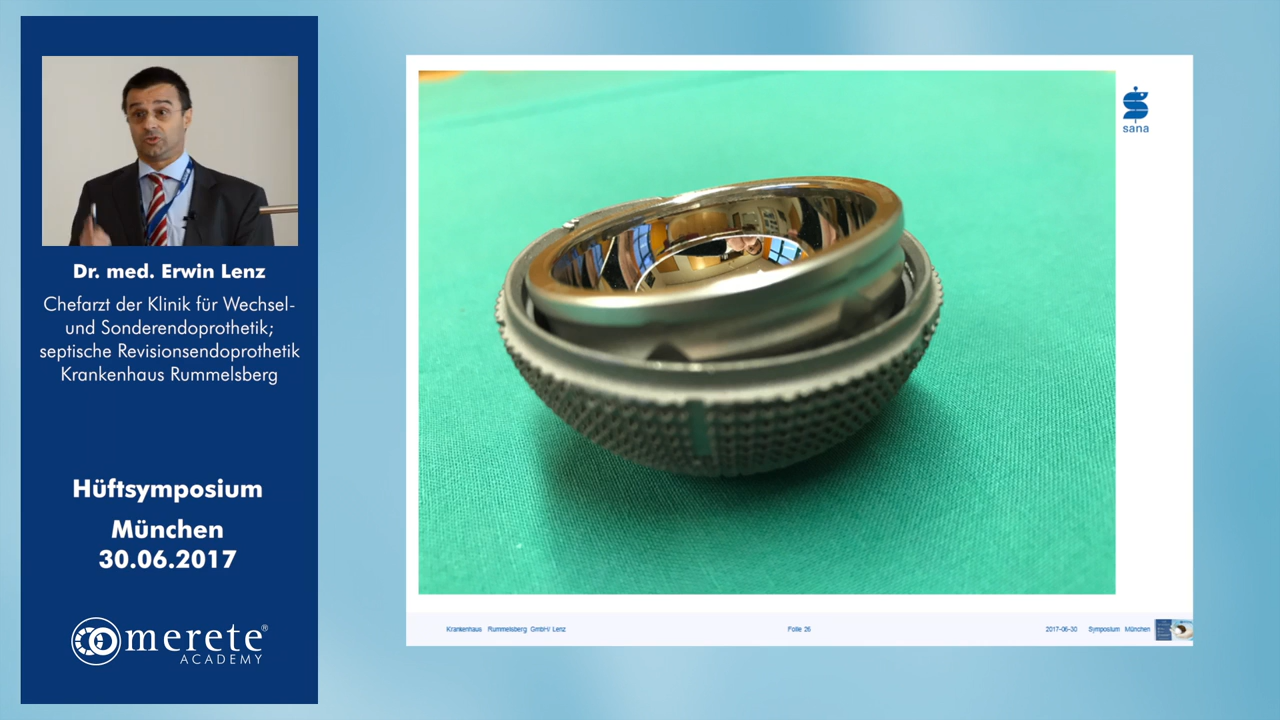 Dr. med. Erwin Lenz
Chefarzt der Klinik für Wechsel-
und Sonderendoprothetik;
septische Revisionsendoprothetik
Krankenhaus Rummelsberg
Hüftsymposium
München
30.06.2017
merete®
ACADEMY
sana
Krankenhaus Rummelsberg GmbH/ Lenz
Folie 26
2017-06-30 Symposium München